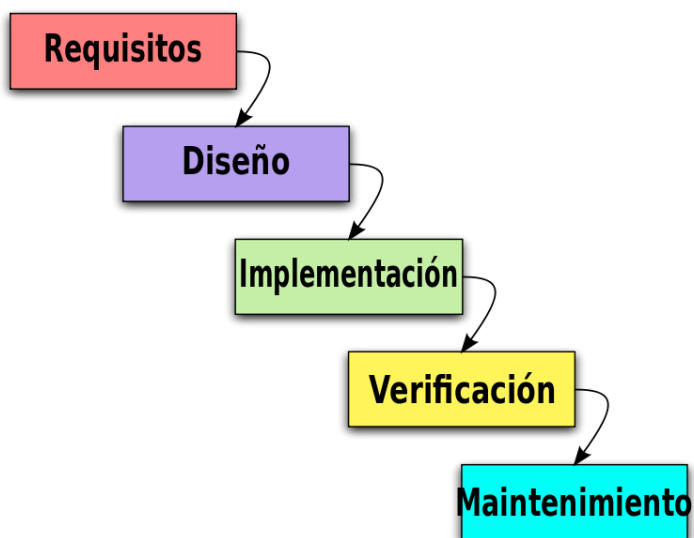 Requisitos
Diseño
Implementación
Verificación
Maintenimiento